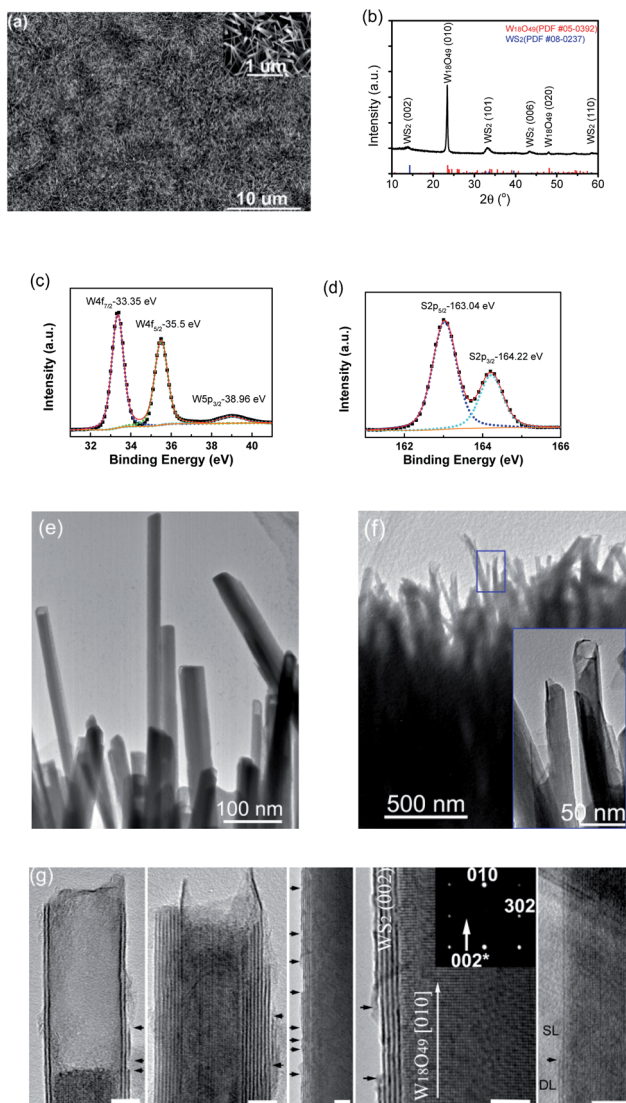 (a)
1 um
10 um
(b)
W18O49(PDF #05-0392)
WS2(PDF #08-0237)
WS2 (002)
W18O49 (010)
WS2 (101)
WS2 (006)
W18O49 (020)
WS2 (110)
Intensity (a.u.)
10 20 30 40 50 60
2θ (°)
(c)
W4f7/2-33.35 eV
W4f5/2-35.5 eV
W5p3/2-38.96 eV
Intensity (a.u.)
32 34 36 38 40
Binding Energy (eV)
(d)
S2p5/2-163.04 eV
S2p3/2-164.22 eV
Intensity (a.u.)
162 164 166
Binding Energy (eV)
(e)
100 nm
(f)
500 nm
50 nm
(g)
WS2 (002)
W18O49 [010]
010
302
002*
SL
DL